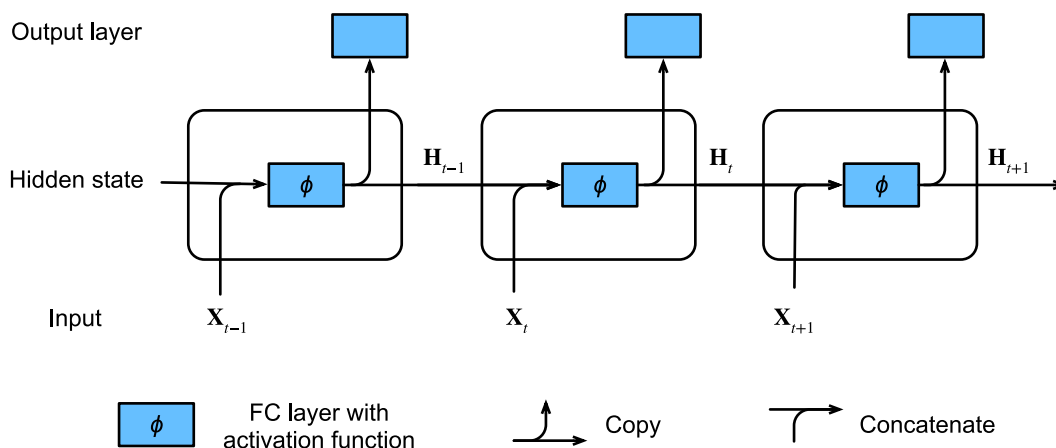 Output layer
Hidden state
ϕ
H_{t−1}
ϕ
H_t
ϕ
H_{t+1}
Input
X_{t−1}
X_t
X_{t+1}
ϕ
FC layer with
activation function
Copy
Concatenate